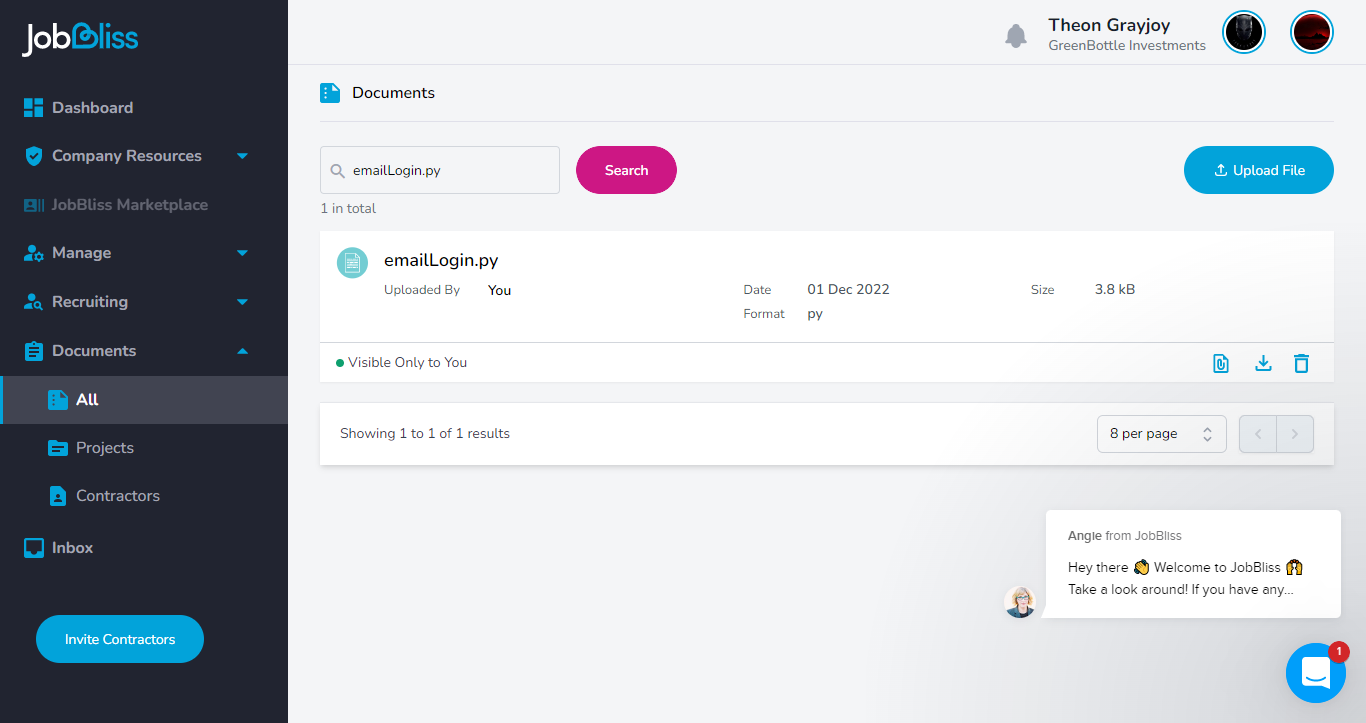 JobBliss
Dashboard
Company Resources
JobBliss Marketplace
Manage
Recruiting
Documents
All
Projects
Contractors
Inbox
Invite Contractors
Theon Grayjoy
GreenBottle Investments
Documents
emailLogin.py
Search
Upload File
1 in total
emailLogin.py
Uploaded By You
Date 01 Dec 2022
Size 3.8 kB
Format py
Visible Only to You
Showing 1 to 1 of 1 results
8 per page
Angie from JobBliss
Hey there 👏 Welcome to JobBliss 🙌
Take a look around! If you have any...
1